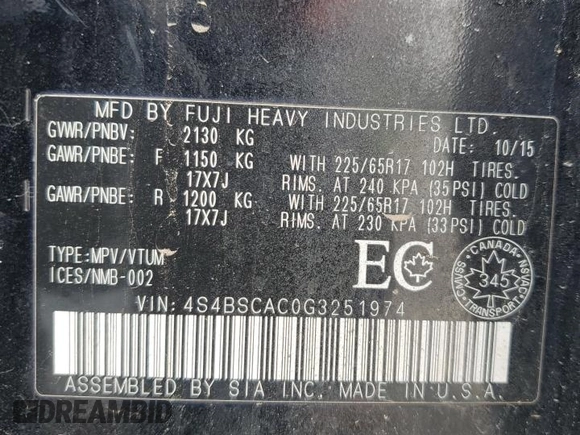 MFD BY FUJI HEAVY INDUSTRIES LTD.
GVWR/PNBV: 2130 KG DATE: 10/15
GAWR/PNBE: F 1150 KG WITH 225/65R17 102H TIRES.
17X7J RIMS. AT 240 KPA (35PSI) COLD
GAWR/PNBE: R 1200 KG WITH 225/65R17 102H TIRES.
17X7J RIMS. AT 230 KPA (33PSI) COLD
TYPE:MPV/VTUM
ICES/NMB-002
EC
CANADA
CMVSS NSVAC
345
TRANSPORT
VIN: 4S4BSCAC0G3251974
ASSEMBLED BY SIA INC. MADE IN U.S.A.
DREAMBID